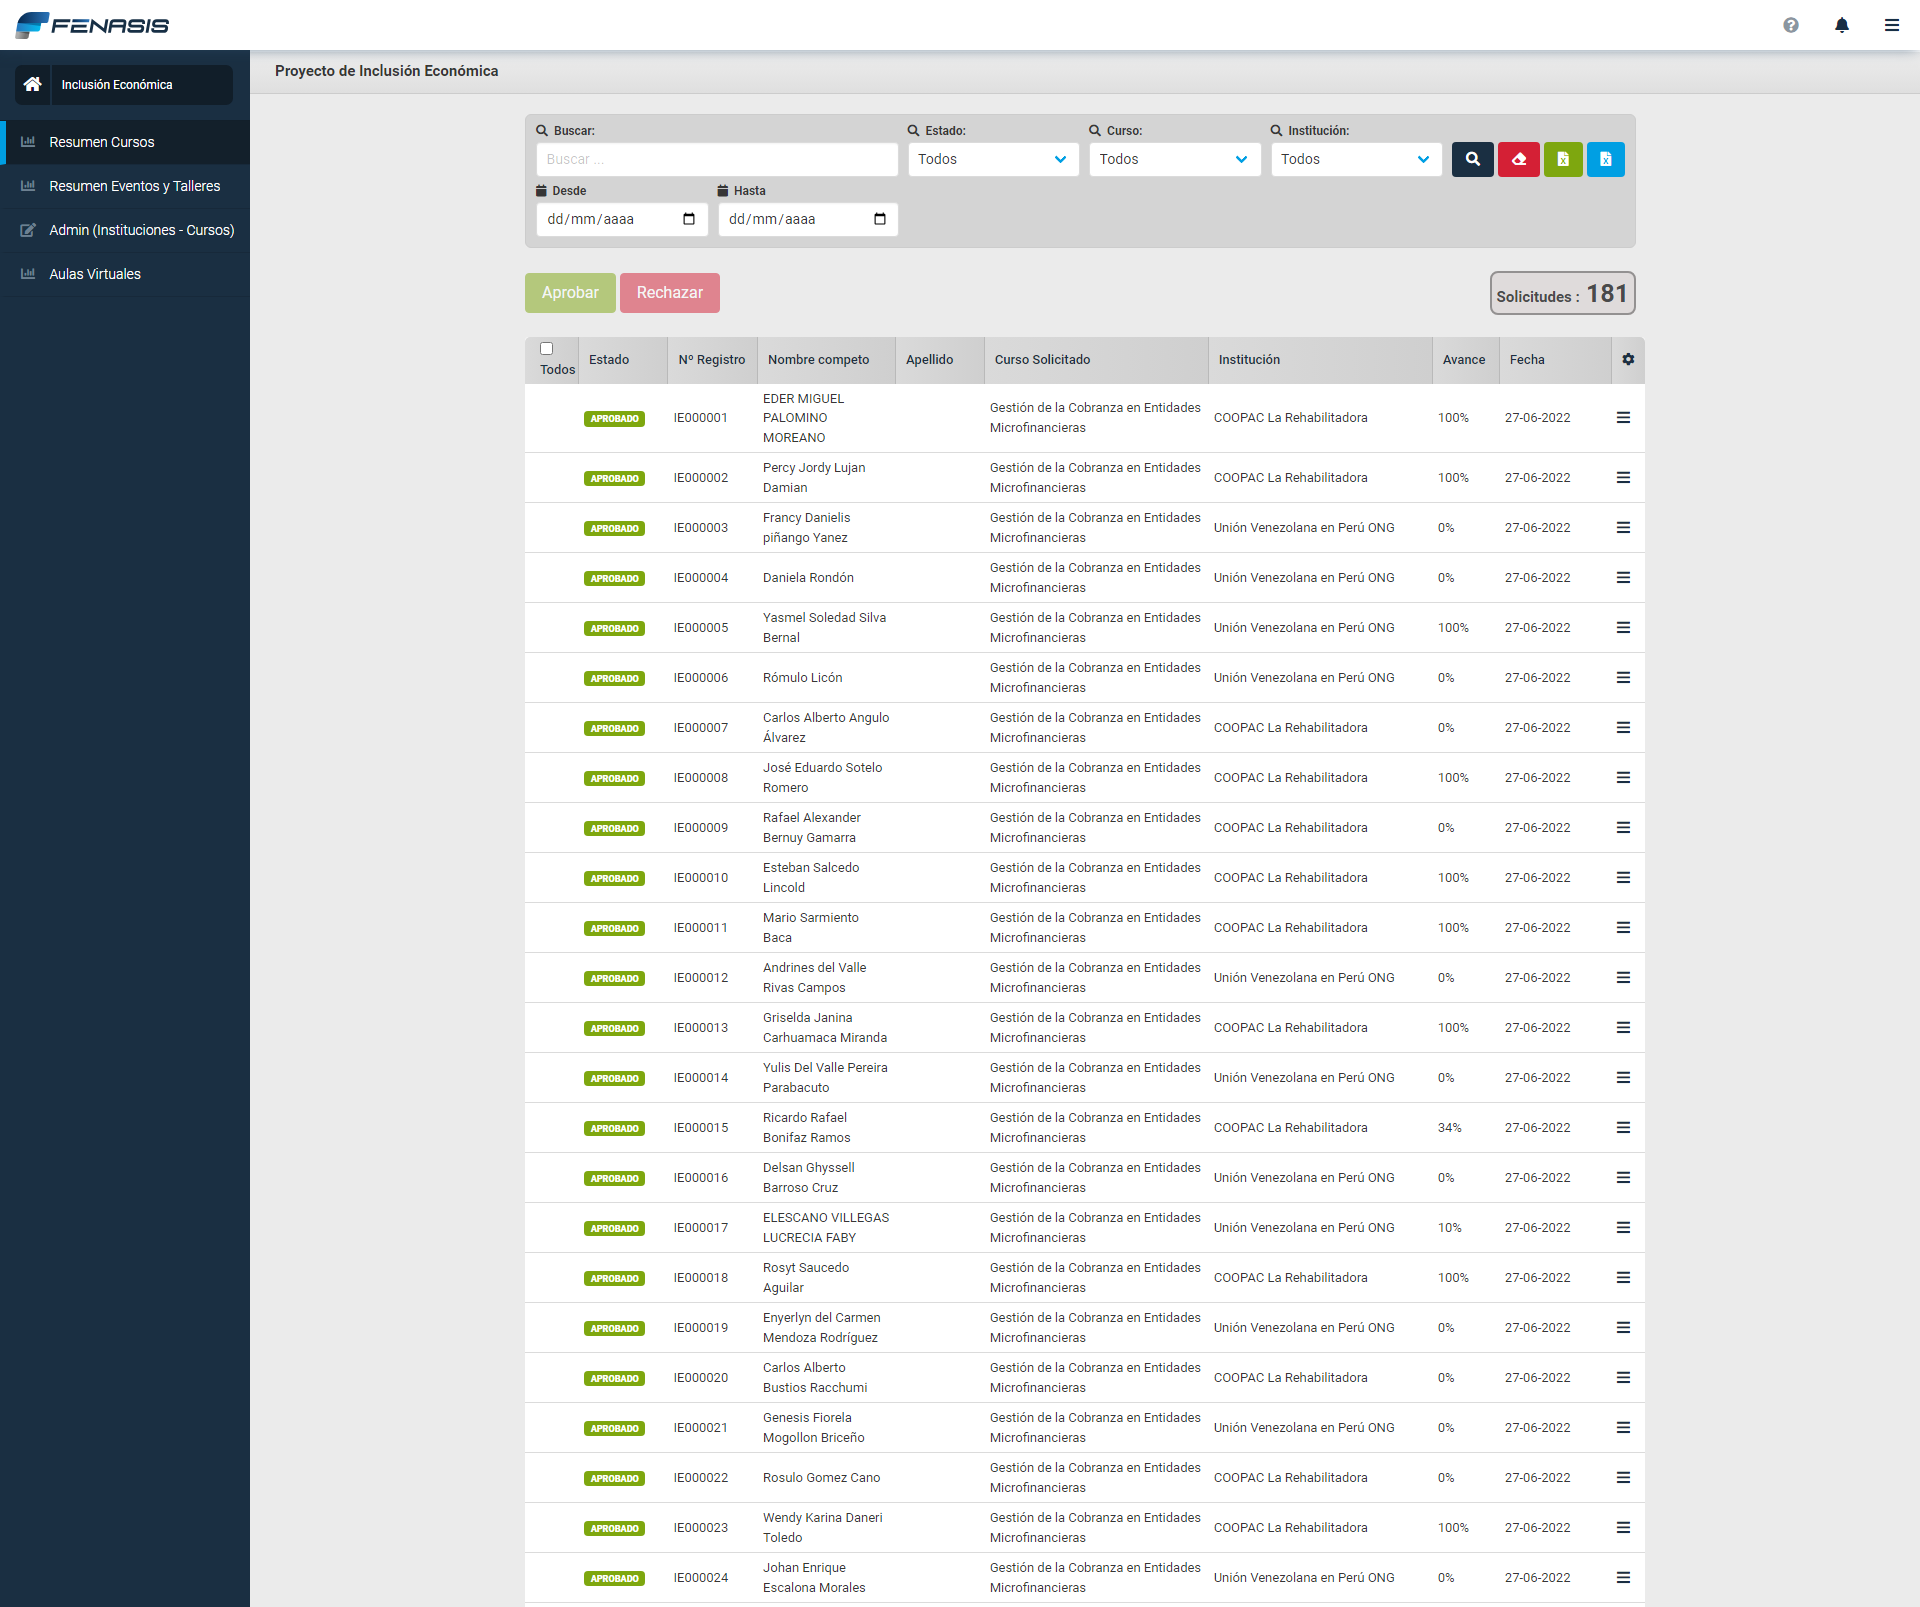 FENASIS
Inclusión Económica
Resumen Cursos
Resumen Eventos y Talleres
Admin (Instituciones - Cursos)
Aulas Virtuales
Proyecto de Inclusión Económica
Buscar: Estado: Curso: Institución:
Buscar ... Todos Todos Todos
Desde Hasta
dd/mm/aaaa dd/mm/aaaa
Aprobar Rechazar Solicitudes : 181
Todos Estado Nº Registro Nombre competo Apellido Curso Solicitado Institución Avance Fecha
APROBADO IE000001 EDER MIGUEL PALOMINO MOREANO Gestión de la Cobranza en Entidades Microfinancieras COOPAC La Rehabilitadora 100% 27-06-2022
APROBADO IE000002 Percy Jordy Lujan Damian Gestión de la Cobranza en Entidades Microfinancieras COOPAC La Rehabilitadora 100% 27-06-2022
APROBADO IE000003 Francy Danielis piñango Yanez Gestión de la Cobranza en Entidades Microfinancieras Unión Venezolana en Perú ONG 0% 27-06-2022
APROBADO IE000004 Daniela Rondón Gestión de la Cobranza en Entidades Microfinancieras Unión Venezolana en Perú ONG 0% 27-06-2022
APROBADO IE000005 Yasmel Soledad Silva Bernal Gestión de la Cobranza en Entidades Microfinancieras Unión Venezolana en Perú ONG 100% 27-06-2022
APROBADO IE000006 Rómulo Licón Gestión de la Cobranza en Entidades Microfinancieras Unión Venezolana en Perú ONG 0% 27-06-2022
APROBADO IE000007 Carlos Alberto Angulo Álvarez Gestión de la Cobranza en Entidades Microfinancieras COOPAC La Rehabilitadora 0% 27-06-2022
APROBADO IE000008 José Eduardo Sotelo Romero Gestión de la Cobranza en Entidades Microfinancieras COOPAC La Rehabilitadora 100% 27-06-2022
APROBADO IE000009 Rafael Alexander Bernuy Gamarra Gestión de la Cobranza en Entidades Microfinancieras COOPAC La Rehabilitadora 0% 27-06-2022
APROBADO IE000010 Esteban Salcedo Lincold Gestión de la Cobranza en Entidades Microfinancieras COOPAC La Rehabilitadora 100% 27-06-2022
APROBADO IE000011 Mario Sarmiento Baca Gestión de la Cobranza en Entidades Microfinancieras COOPAC La Rehabilitadora 100% 27-06-2022
APROBADO IE000012 Andrines del Valle Rivas Campos Gestión de la Cobranza en Entidades Microfinancieras Unión Venezolana en Perú ONG 0% 27-06-2022
APROBADO IE000013 Griselda Janina Carhuamaca Miranda Gestión de la Cobranza en Entidades Microfinancieras COOPAC La Rehabilitadora 100% 27-06-2022
APROBADO IE000014 Yulis Del Valle Pereira Parabacuto Gestión de la Cobranza en Entidades Microfinancieras Unión Venezolana en Perú ONG 0% 27-06-2022
APROBADO IE000015 Ricardo Rafael Bonifaz Ramos Gestión de la Cobranza en Entidades Microfinancieras COOPAC La Rehabilitadora 34% 27-06-2022
APROBADO IE000016 Delsan Ghyssell Barroso Cruz Gestión de la Cobranza en Entidades Microfinancieras Unión Venezolana en Perú ONG 0% 27-06-2022
APROBADO IE000017 ELESCANO VILLEGAS LUCRECIA FABY Gestión de la Cobranza en Entidades Microfinancieras Unión Venezolana en Perú ONG 10% 27-06-2022
APROBADO IE000018 Rosyt Saucedo Aguilar Gestión de la Cobranza en Entidades Microfinancieras COOPAC La Rehabilitadora 100% 27-06-2022
APROBADO IE000019 Enyerlyn del Carmen Mendoza Rodríguez Gestión de la Cobranza en Entidades Microfinancieras Unión Venezolana en Perú ONG 0% 27-06-2022
APROBADO IE000020 Carlos Alberto Bustios Racchumi Gestión de la Cobranza en Entidades Microfinancieras COOPAC La Rehabilitadora 0% 27-06-2022
APROBADO IE000021 Genesis Fiorela Mogollon Briceño Gestión de la Cobranza en Entidades Microfinancieras Unión Venezolana en Perú ONG 0% 27-06-2022
APROBADO IE000022 Rosulo Gomez Cano Gestión de la Cobranza en Entidades Microfinancieras COOPAC La Rehabilitadora 0% 27-06-2022
APROBADO IE000023 Wendy Karina Daneri Toledo Gestión de la Cobranza en Entidades Microfinancieras COOPAC La Rehabilitadora 100% 27-06-2022
APROBADO IE000024 Johan Enrique Escalona Morales Gestión de la Cobranza en Entidades Microfinancieras Unión Venezolana en Perú ONG 0% 27-06-2022